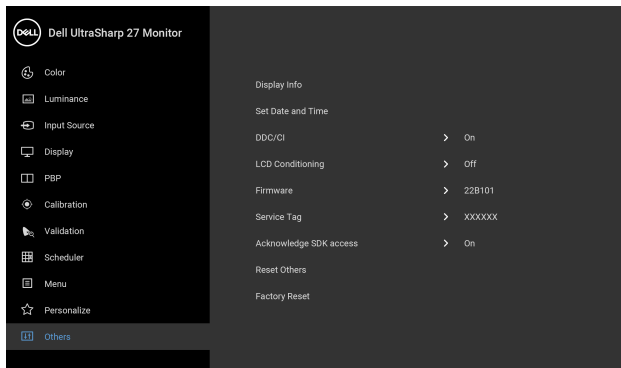 DELL Dell UltraSharp 27 Monitor
Color
Luminance
Input Source
Display
PBP
Calibration
Validation
Scheduler
Menu
Personalize
Others
Display Info
Set Date and Time
DDC/CI > On
LCD Conditioning > Off
Firmware > 22B101
Service Tag > XXXXXX
Acknowledge SDK access > On
Reset Others
Factory Reset